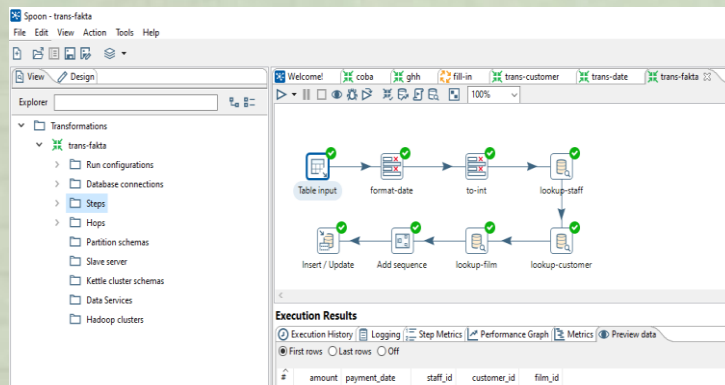 Spoon - trans-fakta
File Edit View Action Tools Help
View Design
Explorer
Transformations
trans-fakta
Run configurations
Database connections
Steps
Hops
Partition schemas
Slave server
Kettle cluster schemas
Data Services
Hadoop clusters
Welcome! coba ghh fill-in trans-customer trans-date trans-fakta
100%
Table input format-date to-int lookup-staff
Insert / Update Add sequence lookup-film lookup-customer
Execution Results
Execution History Logging Step Metrics Performance Graph Metrics Preview data
First rows Last rows Off
# amount payment_date staff_id customer_id film_id